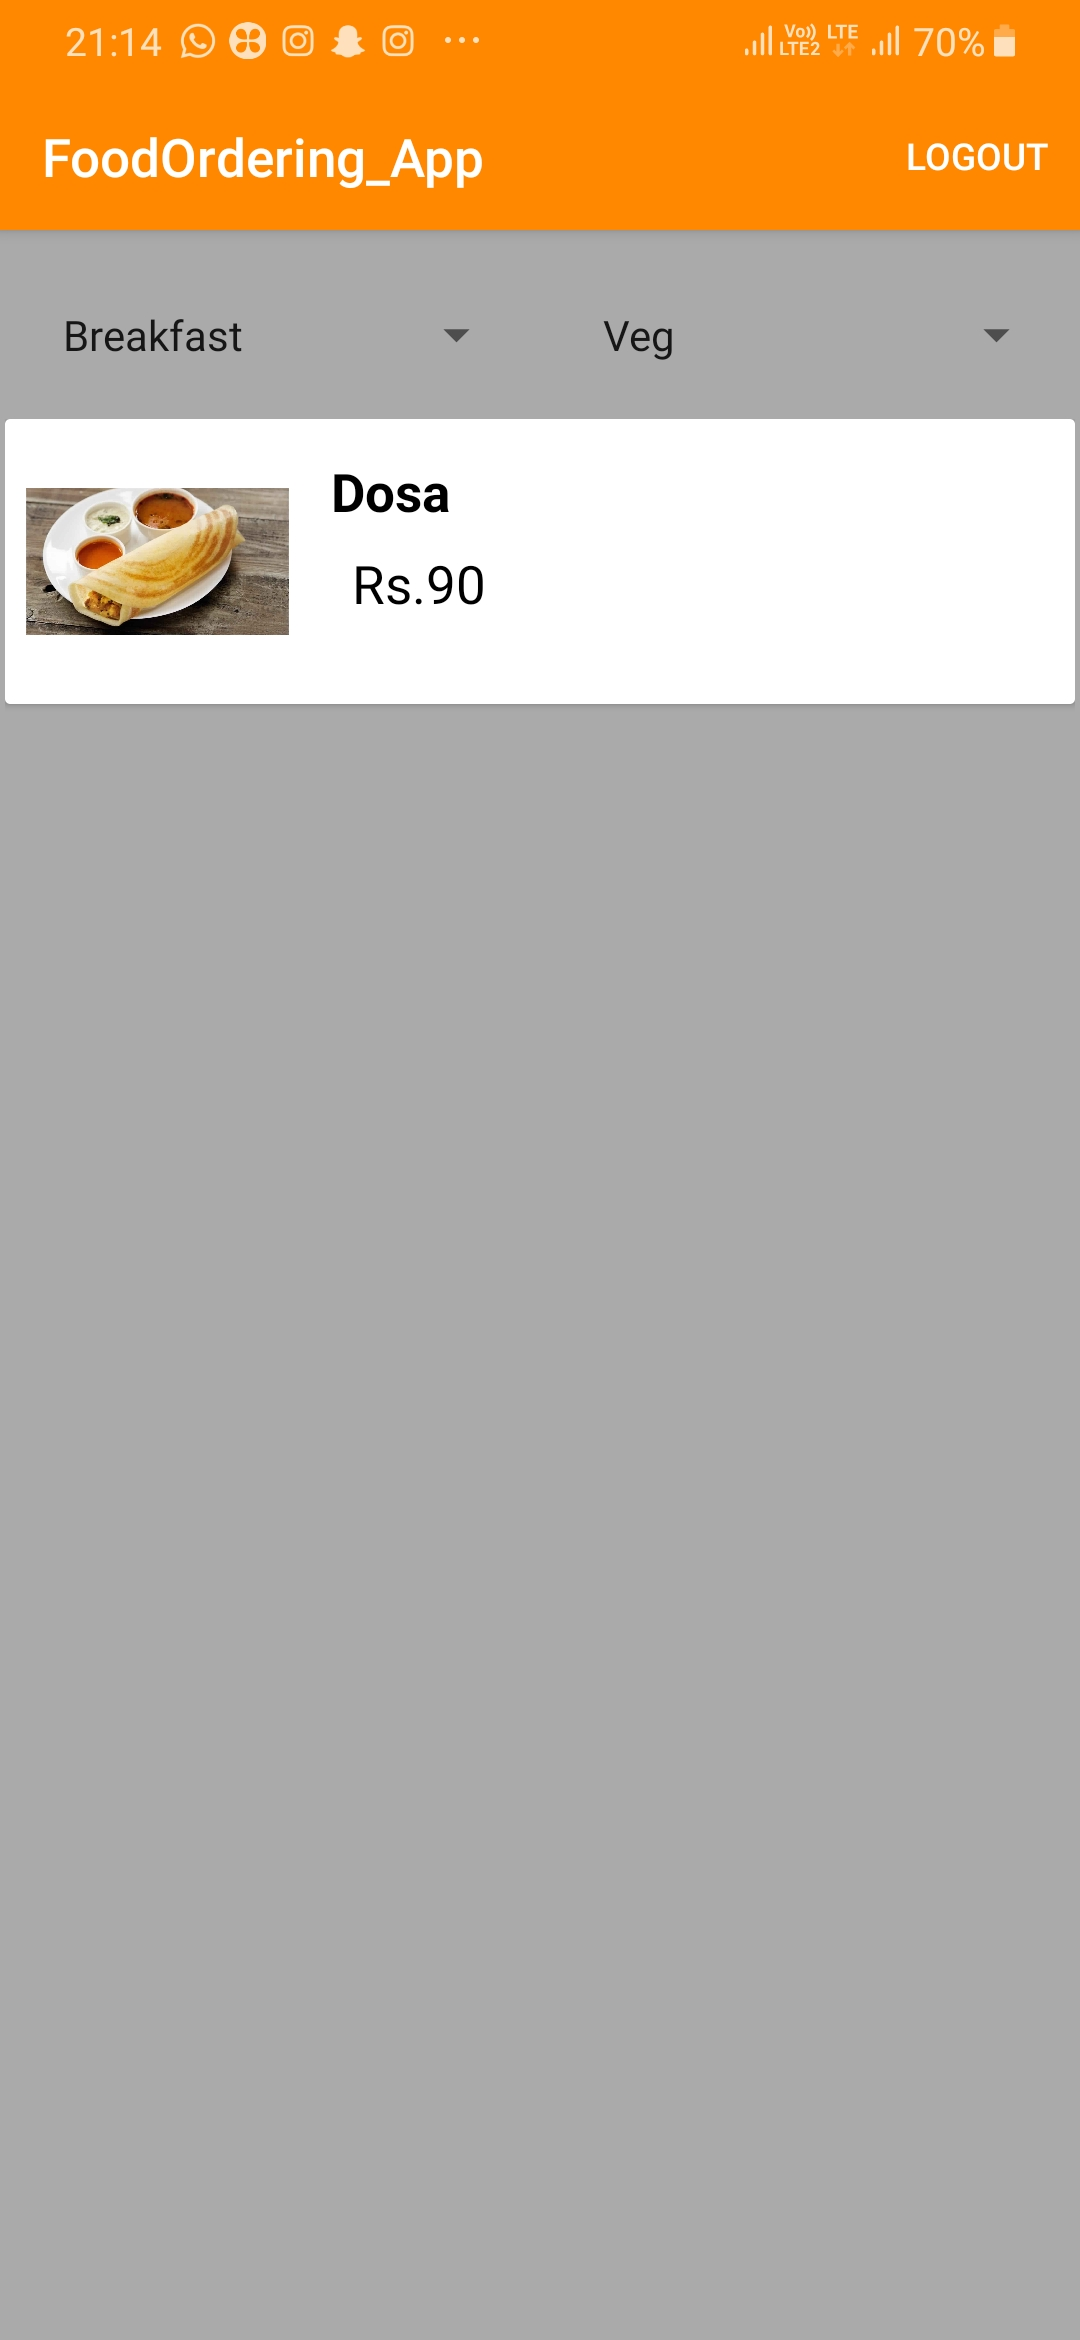 21:14 Vo)) LTE 70%
LTE2
FoodOrdering_App LOGOUT
Breakfast Veg
Dosa
Rs.90